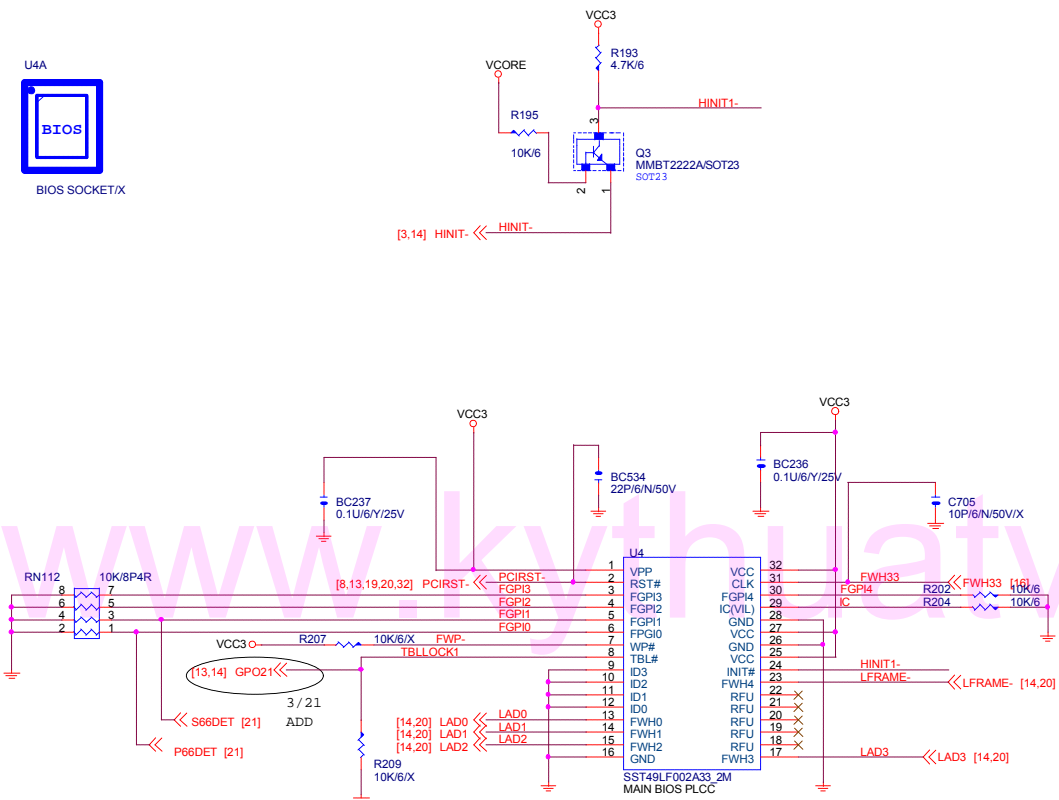 VCC3
U4A
R193
4.7K/6
VCORE
HINIT1-
R195
3
BIOS
10K/6
Q3
MMBT2222A/SOT23
SOT23
BIOS SOCKET/X
2
1
[3,14] HINIT-
HINIT-
VCC3
VCC3
BC237
0.1U/6/Y/25V
BC534
22P/6/N/50V
BC236
0.1U/6/Y/25V
C705
10P/6/N/50V/X
www.kythuaty
U4
RN112
10K/8P4R
8
6
4
2
7
5
3
1
[8,13,19,20,32] PCIRST-
PCIRST-
FGPI3
FGPI2
FGPI1
FGPI0
VCC3
R207
10K/6/X
FWP-
TBLLOCK1
[13,14] GPO21
3/21
ADD
S66DET [21]
P66DET [21]
R209
10K/6/X
[14,20] LAD0
[14,20] LAD1
[14,20] LAD2
LAD0
LAD1
LAD2
1 VPP
2 RST#
3 FGPI3
4 FGPI2
5 FGPI1
6 FPGI0
7 WP#
8 TBL#
9 ID3
10 ID2
11 ID1
12 ID0
13 FWH0
14 FWH1
15 FWH2
16 GND
VCC 32
CLK 31
FGPI4 30
IC(VIL) 29
GND 28
VCC 27
GND 26
VCC 25
INIT# 24
FWH4 23
RFU 22
RFU 21
RFU 20
RFU 19
RFU 18
FWH3 17
SST49LF002A33_2M
MAIN BIOS PLCC
FWH33
FWH33 [16]
FGPI4
R202
10K/6
IC
R204
10K/6
HINIT1-
LFRAME-
LFRAME- [14,20]
LAD3
LAD3 [14,20]